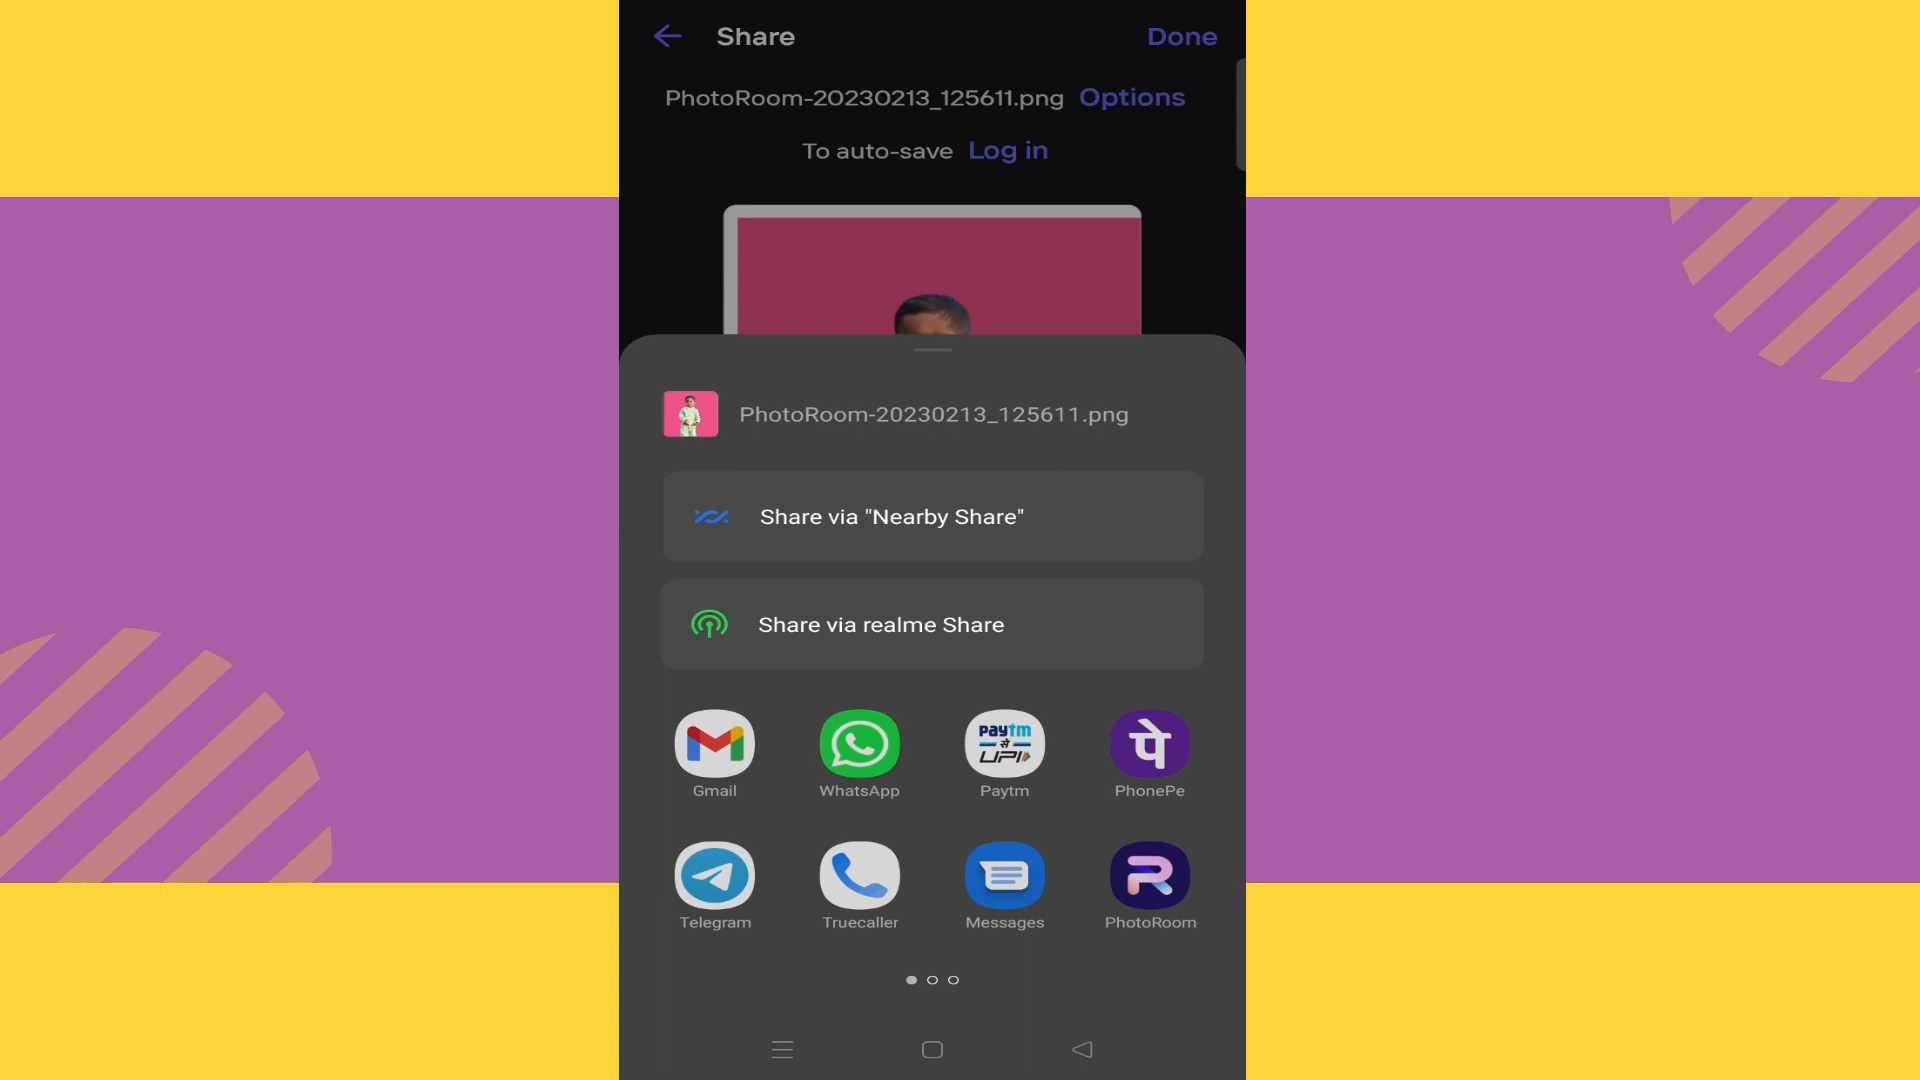 Share Done
PhotoRoom-20230213_125611.png Options
To auto-save Log in
PhotoRoom-20230213_125611.png
Share via "Nearby Share"
Share via realme Share
paytm
से
UPI
पे
Gmail WhatsApp Paytm PhonePe
R
Telegram Truecaller Messages PhotoRoom